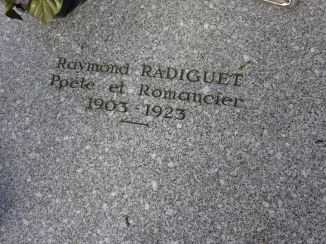 Raymond RADIGUET
Poète et Romancier
1903 - 1923